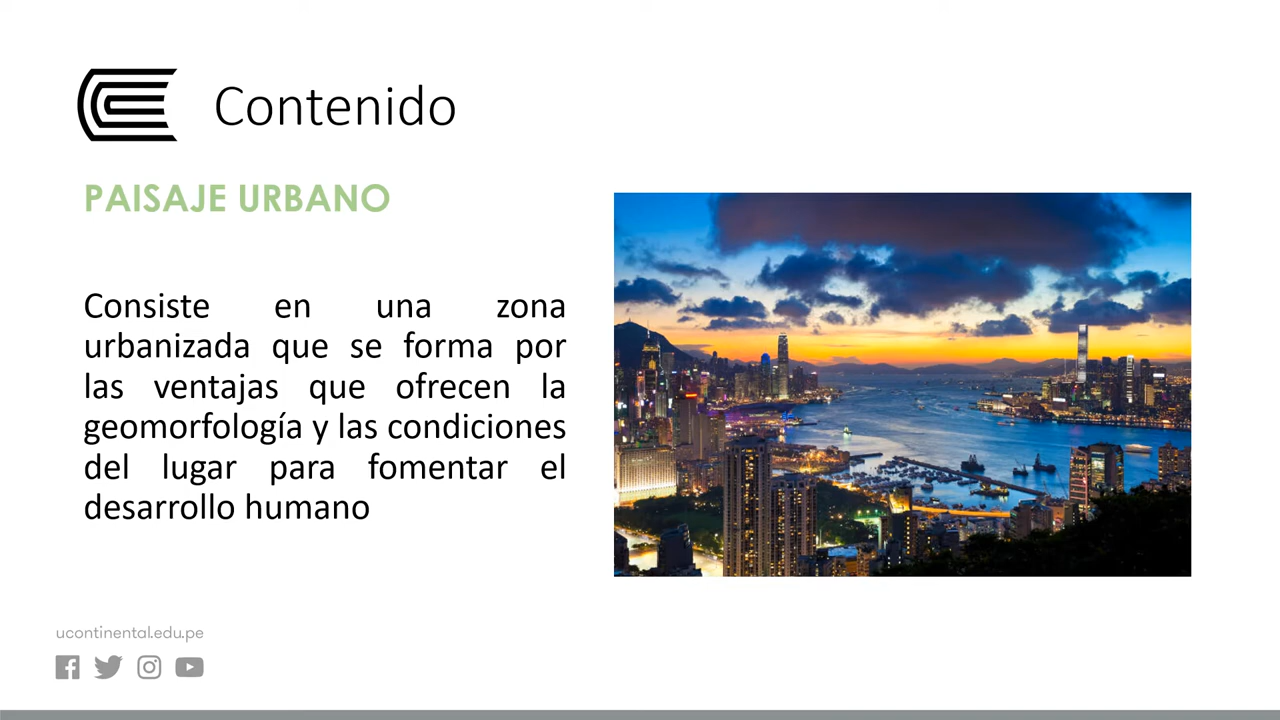 Contenido
PAISAJE URBANO
Consiste en una zona
urbanizada que se forma por
las ventajas que ofrecen la
geomorfología y las condiciones
del lugar para fomentar el
desarrollo humano
ucontinental.edu.pe